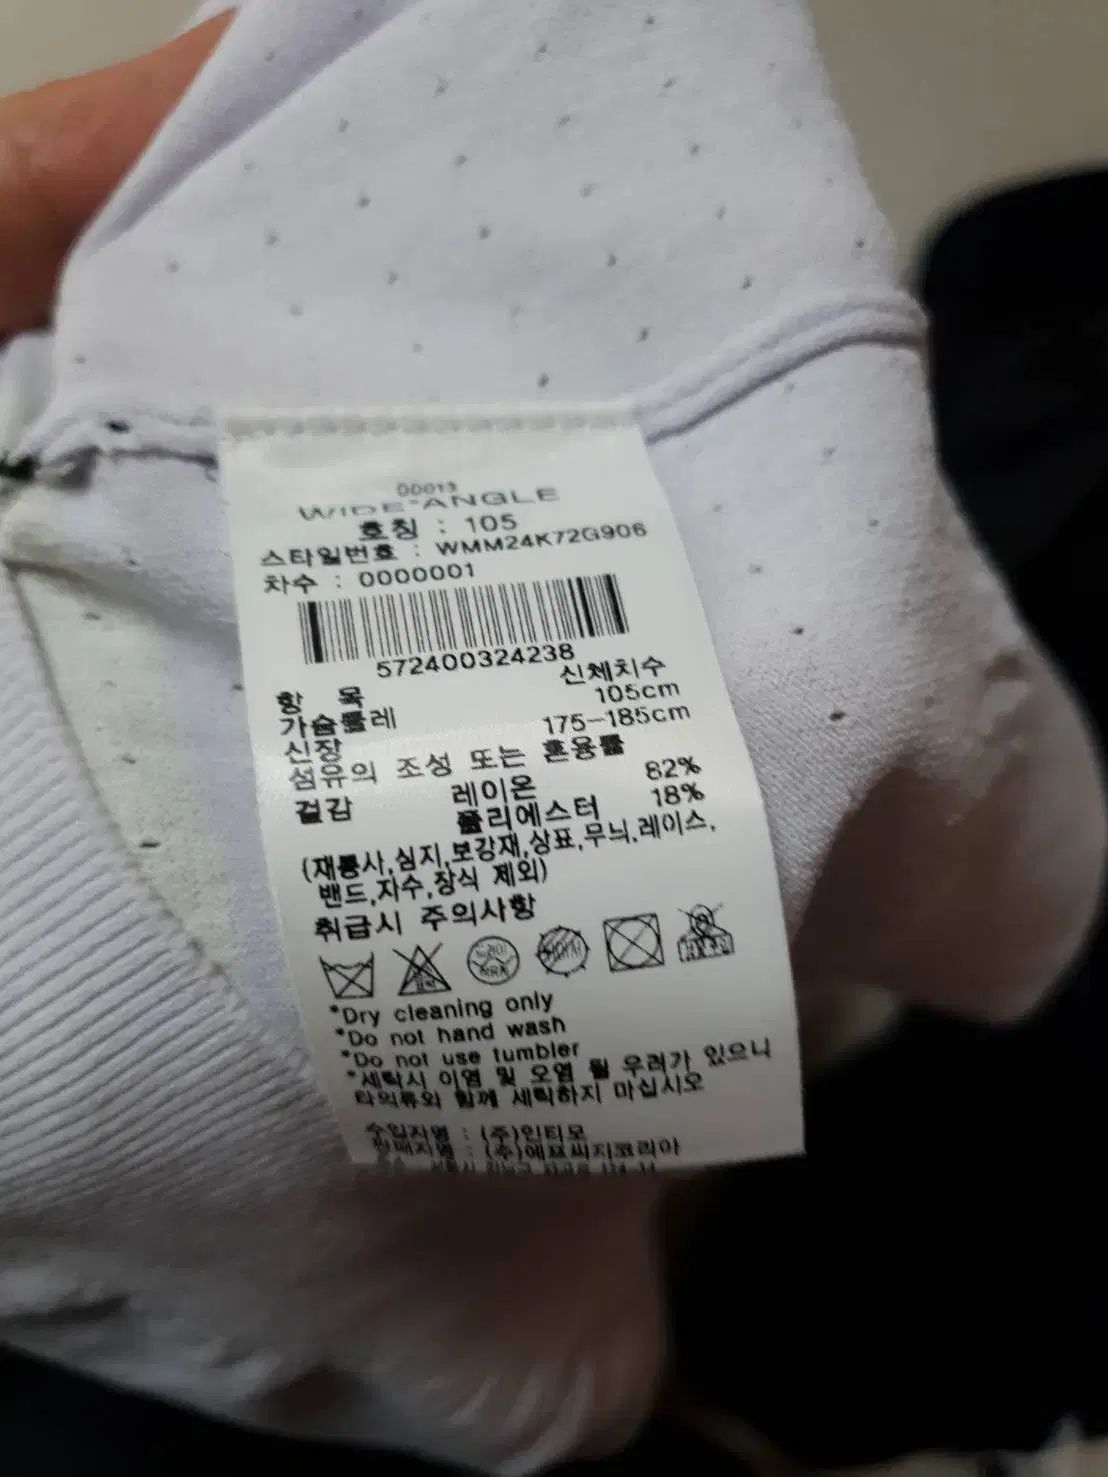 00013
WIDE ANGLE
호칭 : 105
스타일번호 : WMM24K72G906
차수 : 0000001
572400324238
항 목 신체치수
가슴둘레 105cm
신장 175-185cm
섬유의 조성 또는 혼용률
겉감 레이온 82%
폴리에스터 18%
(재봉사,심지,보강재,상표,무늬,레이스,
밴드,자수,장식 제외)
취급시 주의사항
*Dry cleaning only
*Do not hand wash
*Do not use tumbler
*세탁시 이염 및 오염 될 우려가 있으니
타의류와 함께 세탁하지 마십시오
수입자명 : (주)인티모
판매자명 : (주)에프씨지코리아